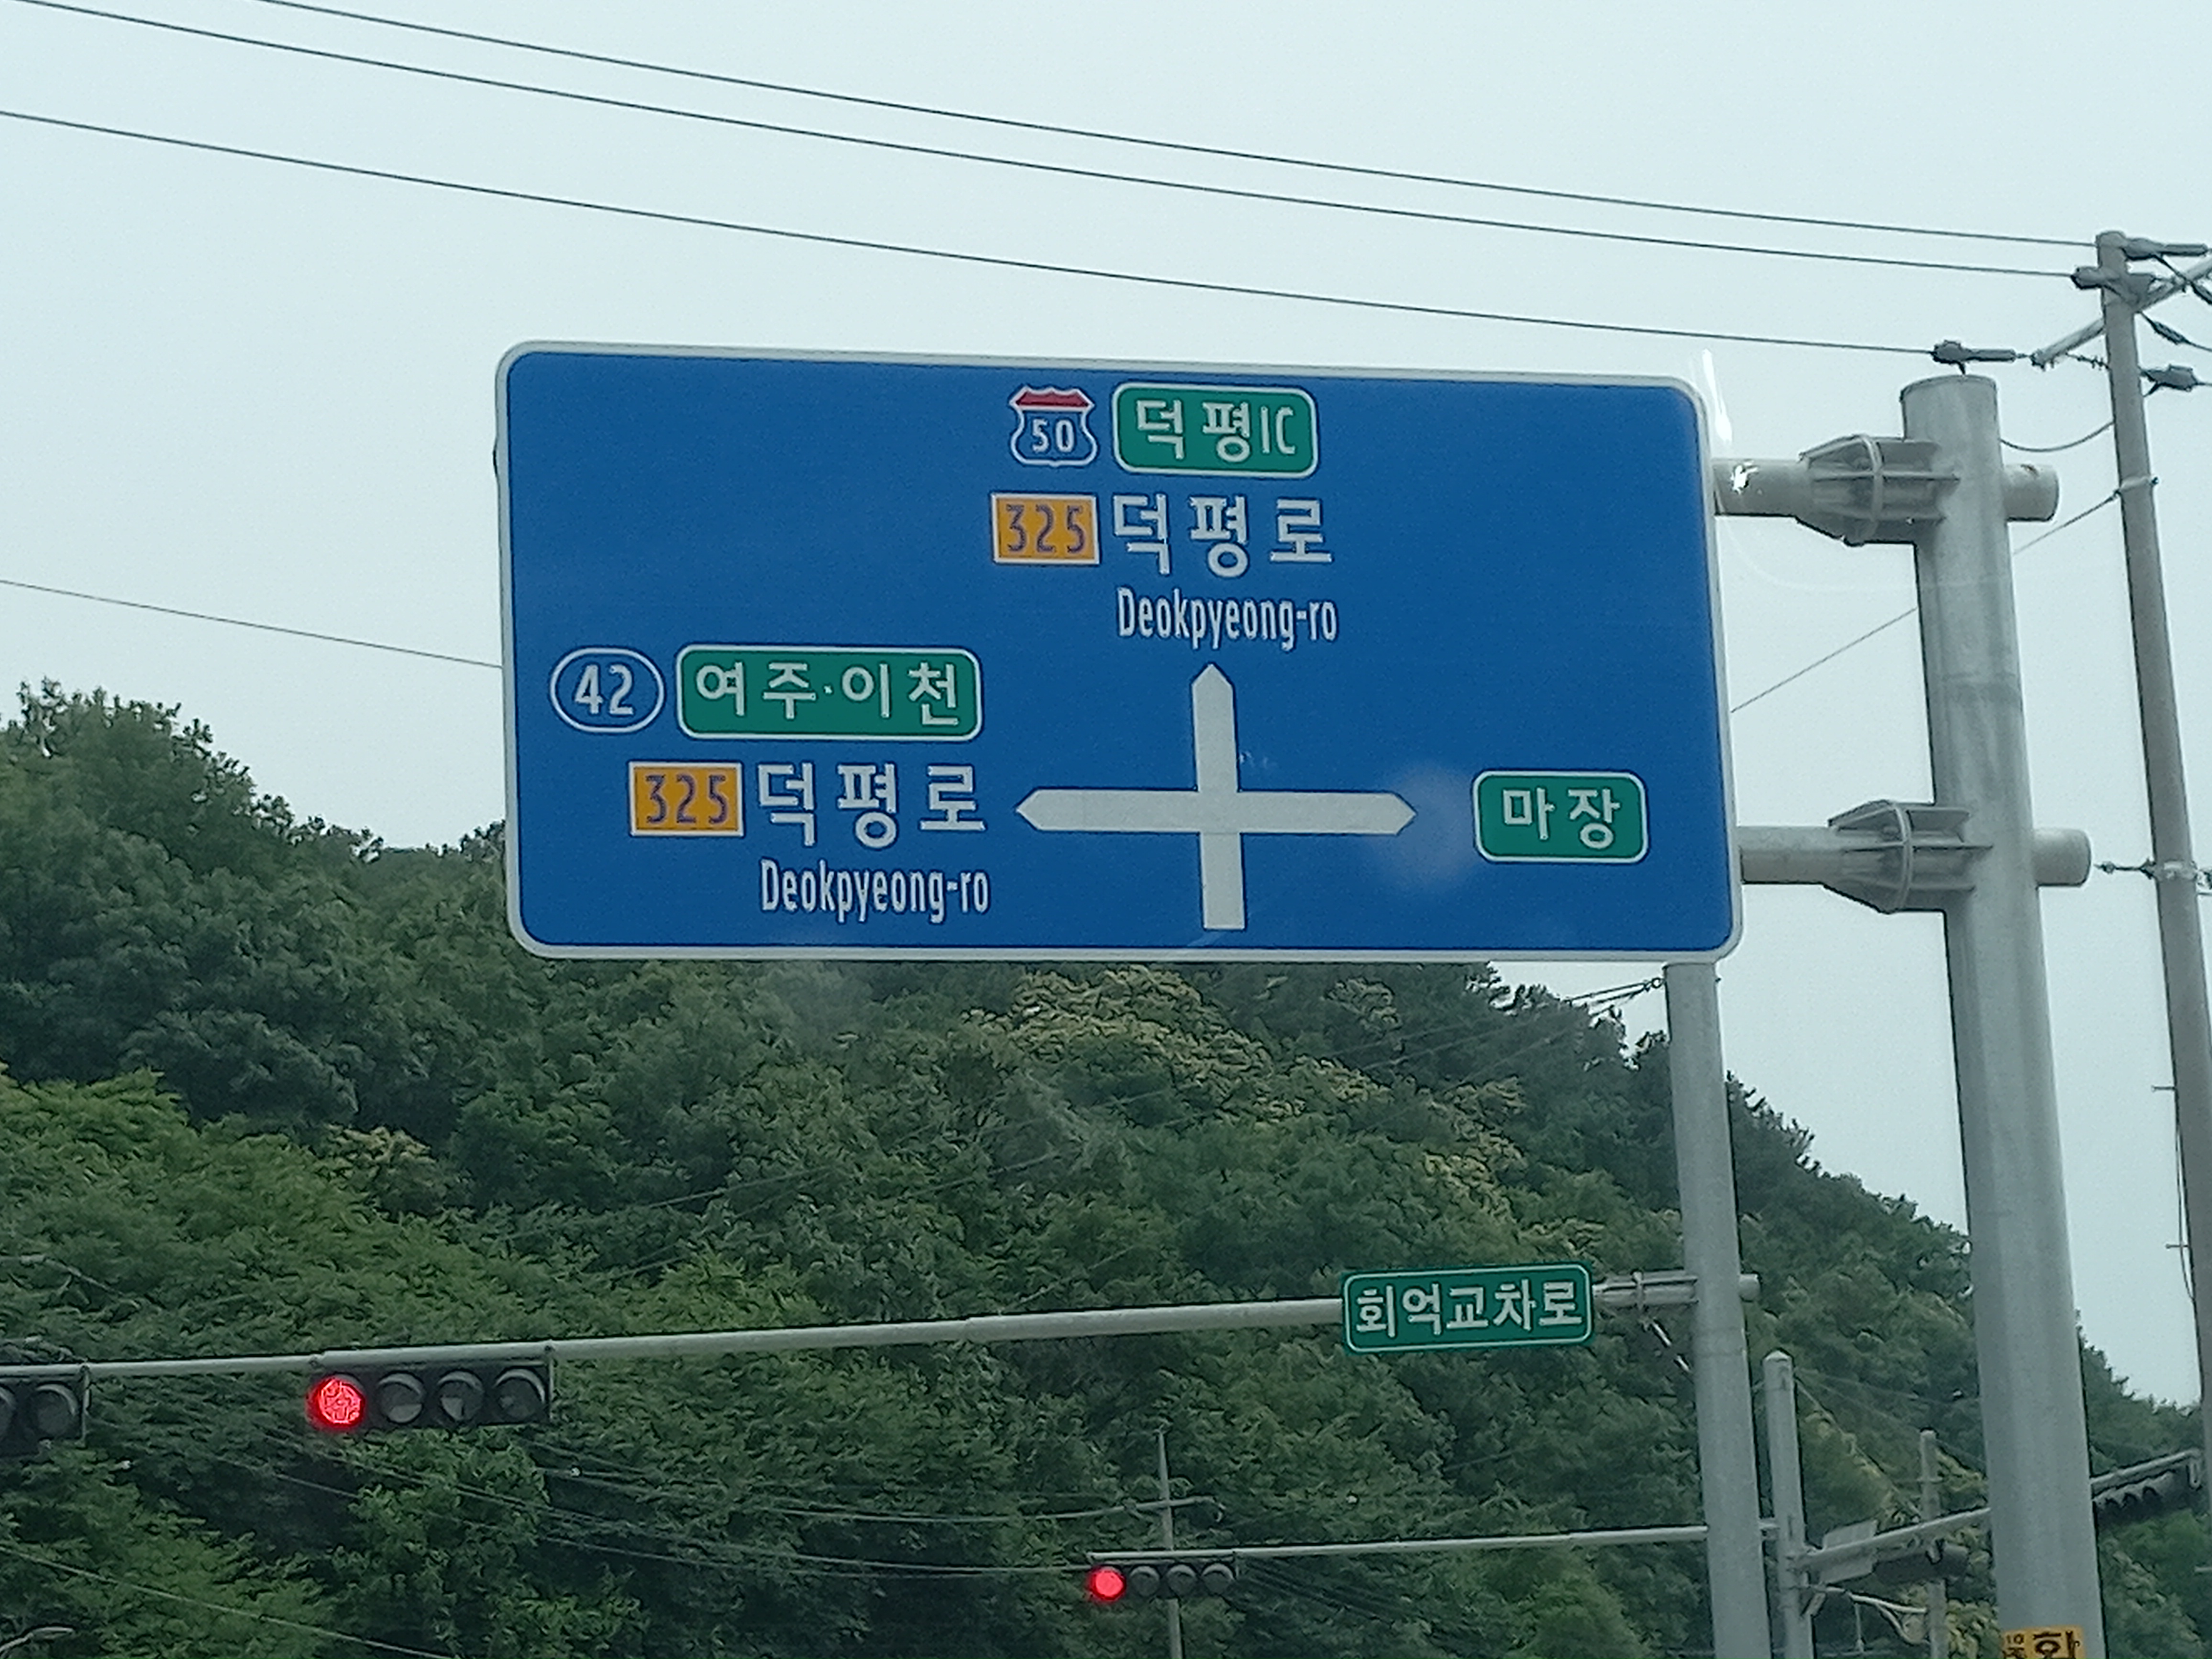 50 덕평IC
325 덕평로
Deokpyeong-ro
42 여주·이천
325 덕평로
Deokpyeong-ro
마장
회억교차로